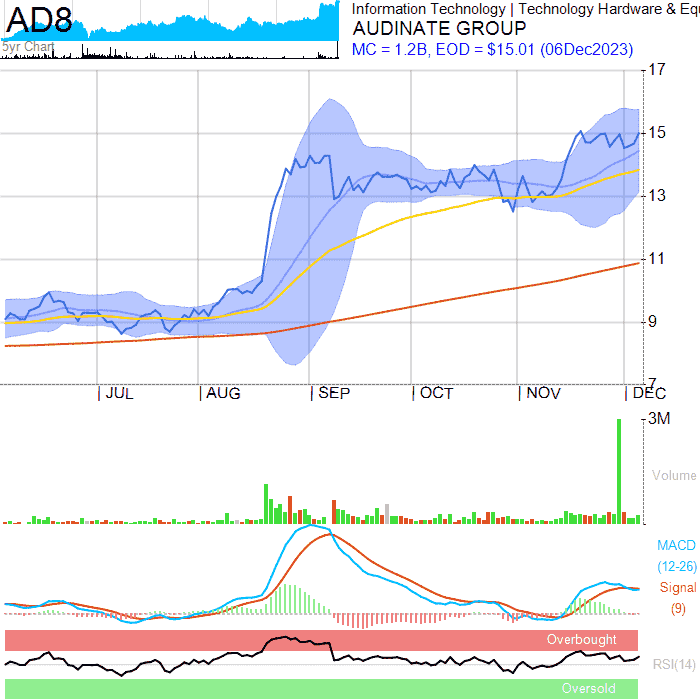 AD8
5yr Chart
Information Technology | Technology Hardware & Equ
AUDINATE GROUP
MC = 1.2B, EOD = $15.01 (06Dec2023)
17
15
13
11
9
7
JUL AUG SEP OCT NOV DEC
3M
Volume
MACD
(12-26)
Signal
(9)
Overbought
RSI(14)
Oversold